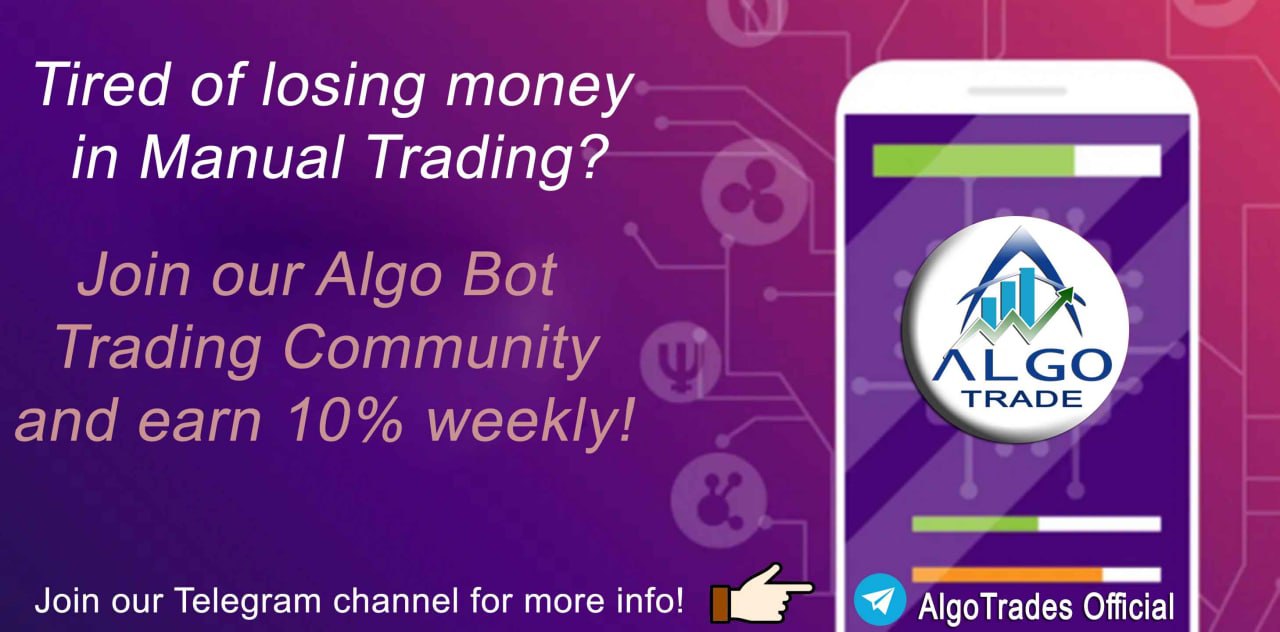 Tired of losing money
in Manual Trading?
Join our Algo Bot
Trading Community
and earn 10% weekly!
ALGO
TRADE
Join our Telegram channel for more info!
AlgoTrades Official